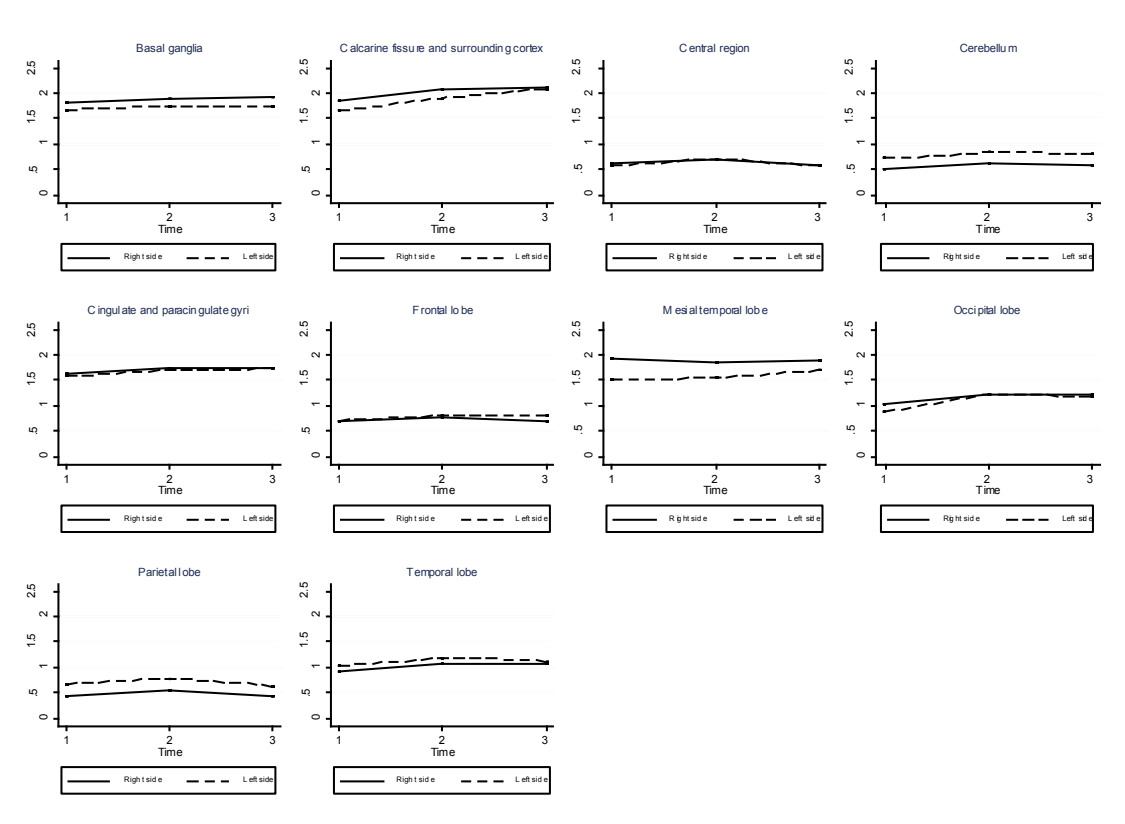 Basal ganglia
2.5
2
1.5
1
.5
0
1 2 3
Time
Right side Left side
Calcarine fissure and surrounding cortex
2.5
2
1.5
1
.5
0
1 2 3
Time
Right side Left side
Central region
2.5
2
1.5
1
.5
0
1 2 3
Time
Right side Left side
Cerebellum
2.5
2
1.5
1
.5
0
1 2 3
Time
Right side Left side
Cingulate and paracingulate gyri
2.5
2
1.5
1
.5
0
1 2 3
Time
Right side Left side
Frontal lobe
2.5
2
1.5
1
.5
0
1 2 3
Time
Right side Left side
Mesial temporal lobe
2.5
2
1.5
1
.5
0
1 2 3
Time
Right side Left side
Occipital lobe
2.5
2
1.5
1
.5
0
1 2 3
Time
Right side Left side
Parietal lobe
2.5
2
1.5
1
.5
0
1 2 3
Time
Right side Left side
Temporal lobe
2.5
2
1.5
1
.5
0
1 2 3
Time
Right side Left side